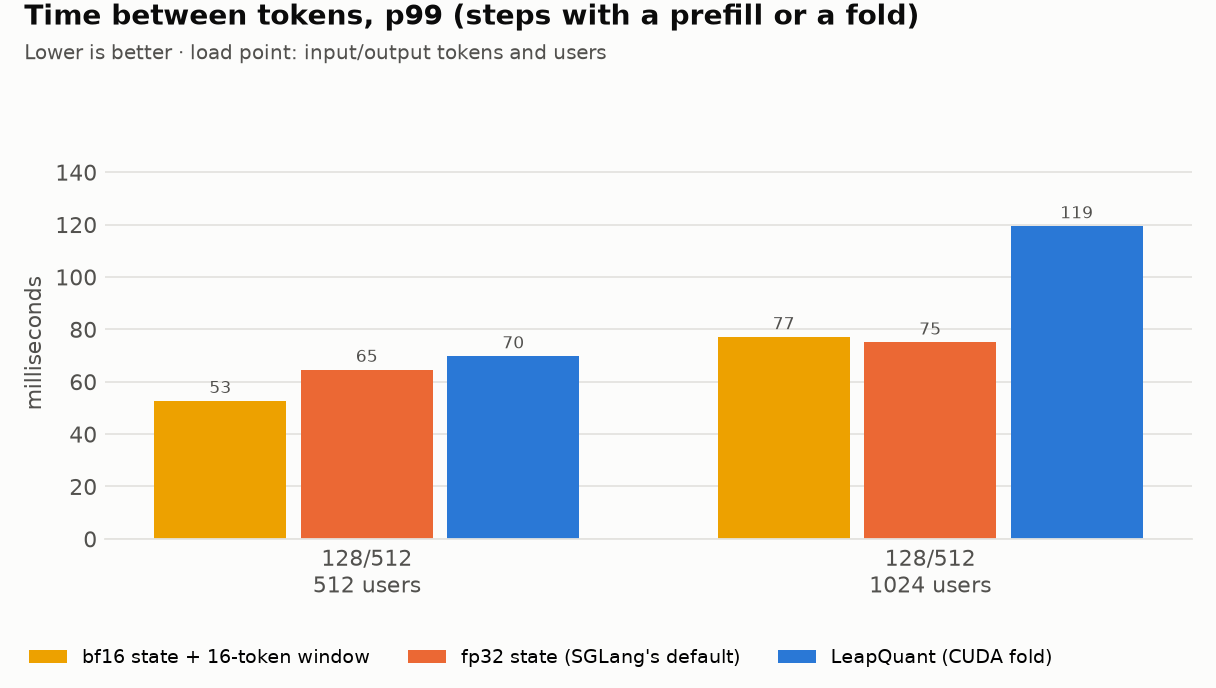 Time between tokens, p99 (steps with a prefill or a fold)
Lower is better · load point: input/output tokens and users
milliseconds
140
120
100
80
60
40
20
0
53
65
70
77
75
119
128/512
512 users
128/512
1024 users
bf16 state + 16-token window
fp32 state (SGLang's default)
LeapQuant (CUDA fold)